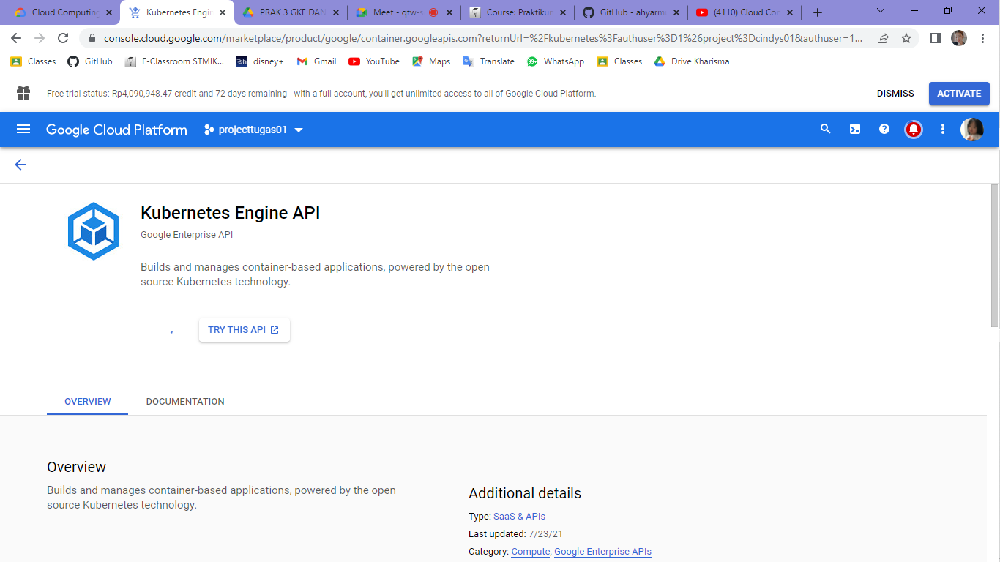 Cloud Computing
Kubernetes Engin
PRAK 3 GKE DAN
Meet - qtw-s
Course: Praktikum
GitHub - ahyarm
(4110) Cloud Com
console.cloud.google.com/marketplace/product/google/container.googleapis.com?returnUrl=%2Fkubernetes%3Fauthuser%3D1%26project%3Dcindys01&authuser=1...
Classes
GitHub
E-Classroom STMIK...
disney+
Gmail
YouTube
Maps
Translate
99+
WhatsApp
Classes
Drive Kharisma
Free trial status: Rp4,090,948.47 credit and 72 days remaining - with a full account, you'll get unlimited access to all of Google Cloud Platform.
DISMISS
ACTIVATE
Google Cloud Platform
projecttugas01
Kubernetes Engine API
Google Enterprise API
Builds and manages container-based applications, powered by the open
source Kubernetes technology.
TRY THIS API
OVERVIEW
DOCUMENTATION
Overview
Builds and manages container-based applications, powered by the open
source Kubernetes technology.
Additional details
Type: SaaS & APIs
Last updated: 7/23/21
Category: Compute, Google Enterprise APIs